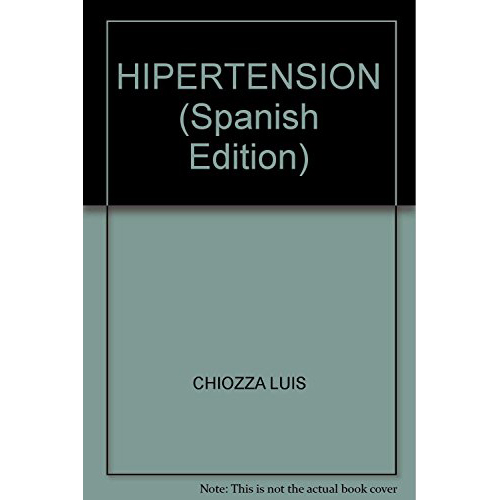 HIPERTENSION
(Spanish
Edition)
CHIOZZA LUIS
Note: This is not the actual book cover